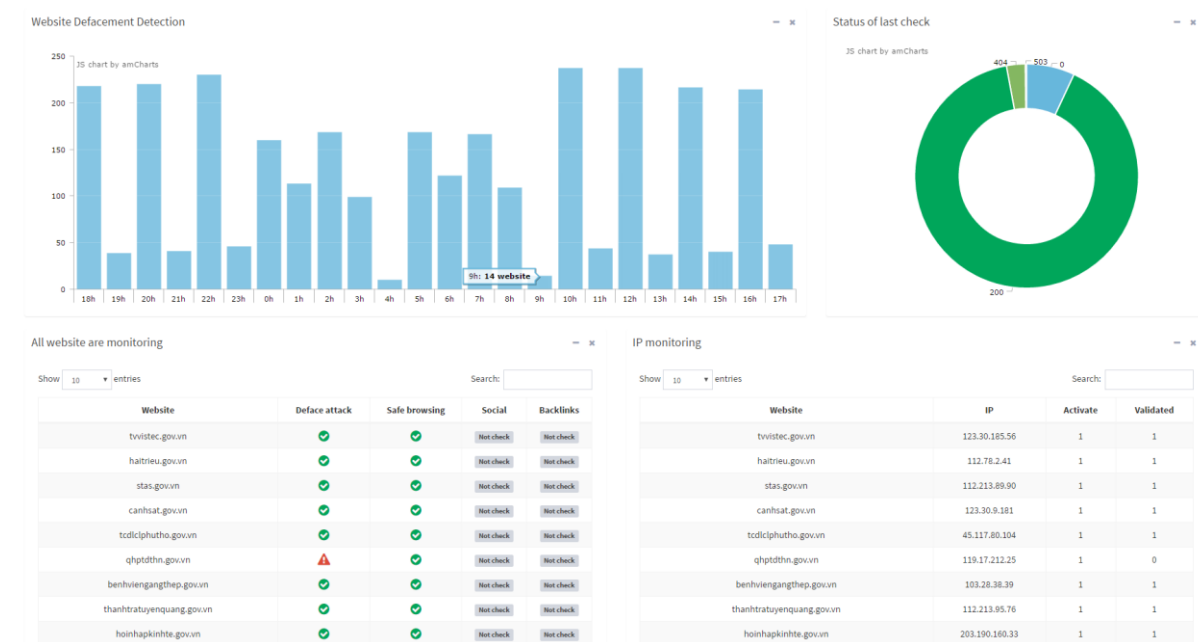 Website Defacement Detection
JS chart by amCharts
250
200
150
100
50
0
18h 19h 20h 21h 22h 23h 0h 1h 2h 3h 4h 5h 6h 7h 8h 9h 10h 11h 12h 13h 14h 15h 16h 17h
9h: 14 website
Status of last check
JS chart by amCharts
404 503 0
200
All website are monitoring
Show 10 entries Search:
Website Deface attack Safe browsing Social Backlinks
tvvistec.gov.vn Not check Not check
haitrieu.gov.vn Not check Not check
stas.gov.vn Not check Not check
canhsat.gov.vn Not check Not check
tcdlclphutho.gov.vn Not check Not check
qhptdthn.gov.vn Not check Not check
benhviengangthep.gov.vn Not check Not check
thanhtratuyenquang.gov.vn Not check Not check
hoinhapkinhte.gov.vn Not check Not check
IP monitoring
Show 10 entries Search:
Website IP Activate Validated
tvvistec.gov.vn 123.30.185.56 1 1
haitrieu.gov.vn 112.78.2.41 1 1
stas.gov.vn 112.213.89.90 1 1
canhsat.gov.vn 123.30.9.181 1 1
tcdlclphutho.gov.vn 45.117.80.104 1 1
qhptdthn.gov.vn 119.17.212.25 1 0
benhviengangthep.gov.vn 103.28.38.39 1 1
thanhtratuyenquang.gov.vn 112.213.95.76 1 1
hoinhapkinhte.gov.vn 203.190.160.33 1 1